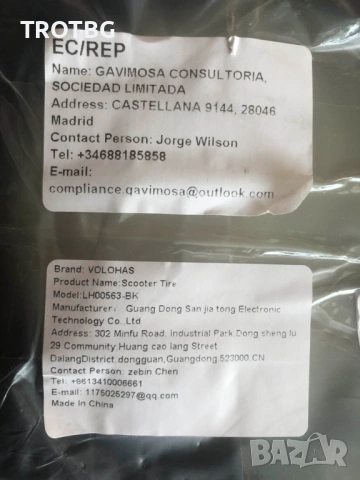 TROTBG
EC/REP
Name: GAVIMOSA CONSULTORIA,
SOCIEDAD LIMITADA
Address: CASTELLANA 9144, 28046
Madrid
Contact Person: Jorge Wilson
Tel: +34688185858
E-mail:
compliance.gavimosa@outlook.com
Brand: VOLOHAS
Product Name:Scooter Tire
Model:LH00563-BK
Manufacturer: Guang Dong San jia tong Electronic
Technology Co., Ltd
Address: 302 Minfu Road, Industrial Park,Dong sheng lu
29 Community,Huang cao lang Street
DalangDistrict,dongguan,Guangdong,523000,CN
Contact Person: zebin Chen
Tel: +8613410006661
E-mail: 1175025297@qq.com
Made In China
BAZAR
bg